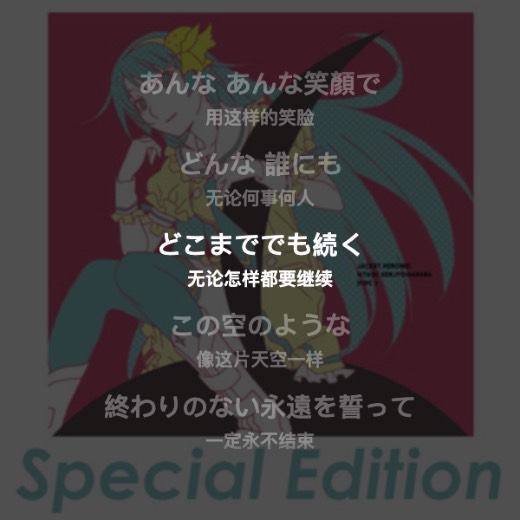 あんな あんな笑顔で
用这样的笑脸
どんな 誰にも
无论何事何人
どこまででも続く
无论怎样都要继续
この空のような
像这片天空一样
終わりのない永遠を誓って
一定永不结束
Special Edition